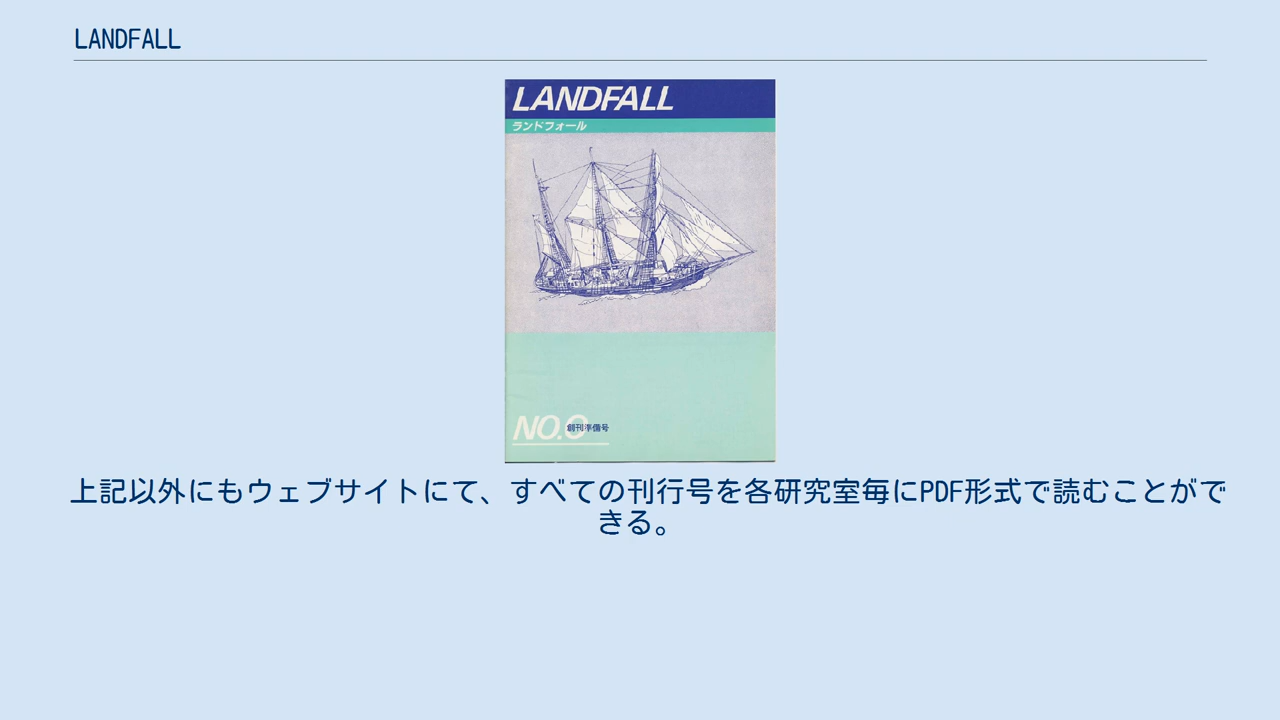 LANDFALL
LANDFALL
ランドフォール
NO.0 創刊準備号
上記以外にもウェブサイトにて、すべての刊行号を各研究室毎にPDF形式で読むことがで
きる。